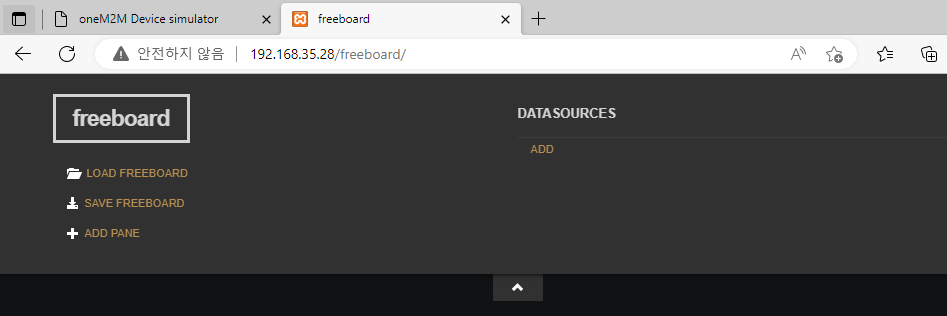 oneM2M Device simulator
freeboard
안전하지 않음 192.168.35.28/freeboard/
freeboard
DATASOURCES
ADD
LOAD FREEBOARD
SAVE FREEBOARD
ADD PANE